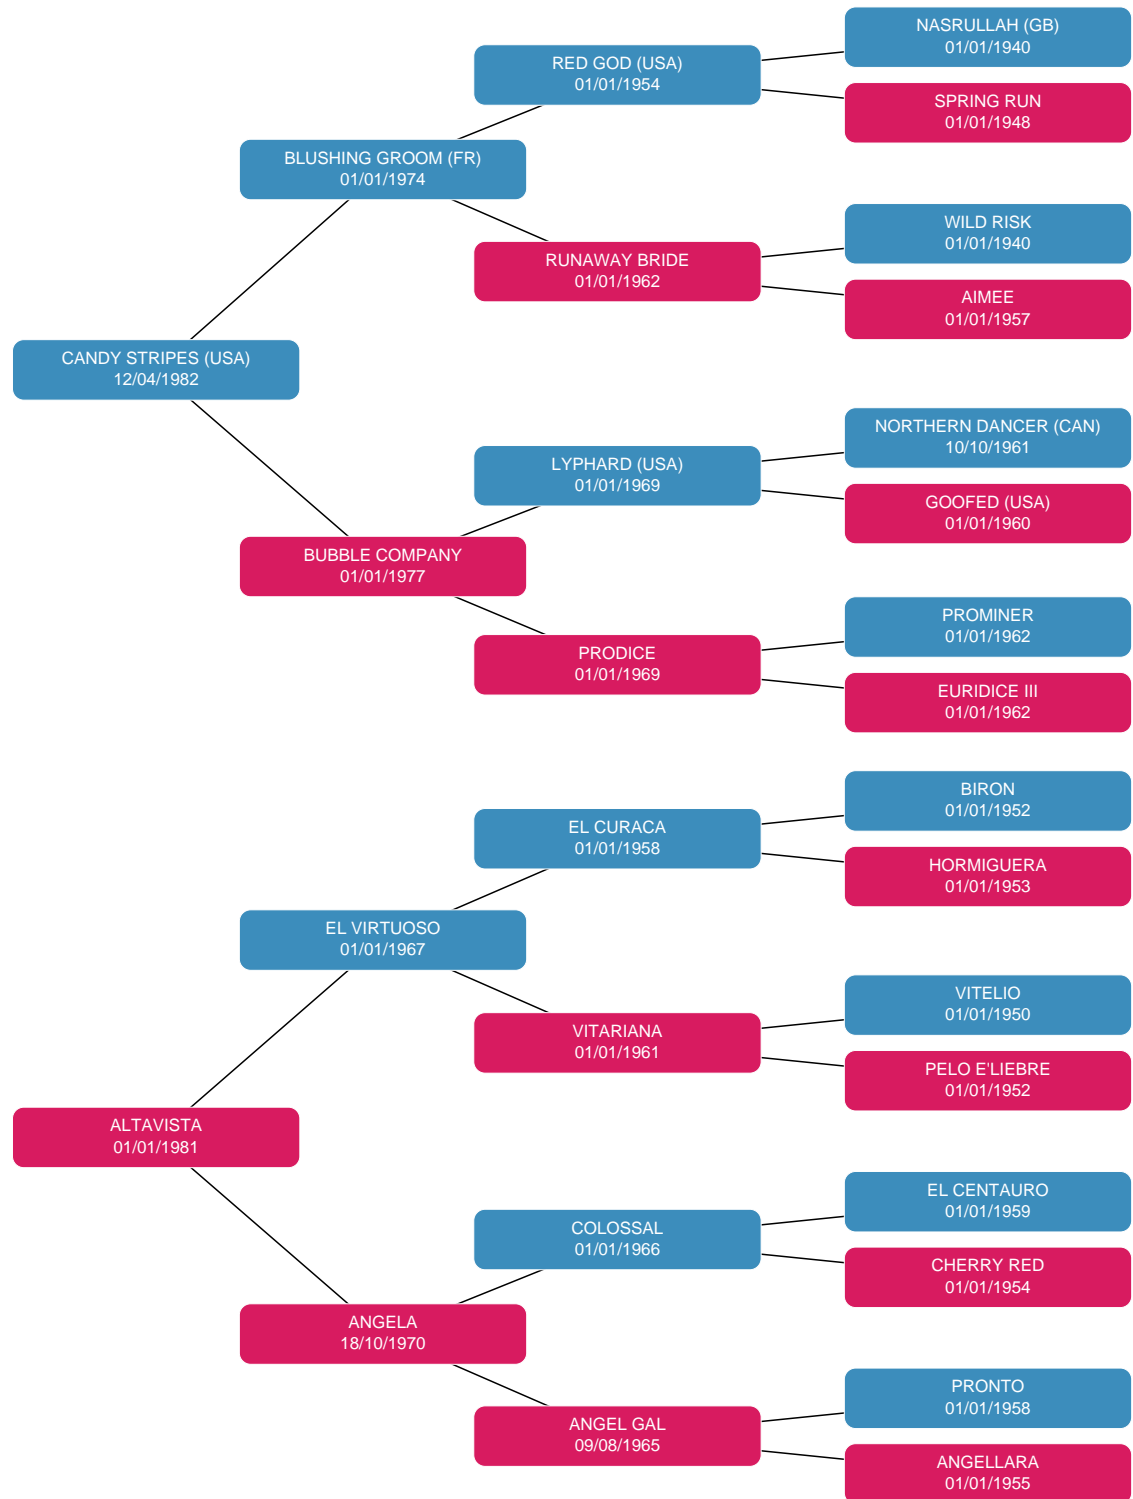 NASRULLAH (GB)
01/01/1940
RED GOD (USA)
01/01/1954
SPRING RUN
01/01/1948
BLUSHING GROOM (FR)
01/01/1974
WILD RISK
01/01/1940
RUNAWAY BRIDE
01/01/1962
AIMEE
01/01/1957
CANDY STRIPES (USA)
12/04/1982
NORTHERN DANCER (CAN)
10/10/1961
LYPHARD (USA)
01/01/1969
GOOFED (USA)
01/01/1960
BUBBLE COMPANY
01/01/1977
PROMINER
01/01/1962
PRODICE
01/01/1969
EURIDICE III
01/01/1962
BIRON
01/01/1952
EL CURACA
01/01/1958
HORMIGUERA
01/01/1953
EL VIRTUOSO
01/01/1967
VITELIO
01/01/1950
VITARIANA
01/01/1961
PELO E'LIEBRE
01/01/1952
ALTAVISTA
01/01/1981
EL CENTAURO
01/01/1959
COLOSSAL
01/01/1966
CHERRY RED
01/01/1954
ANGELA
18/10/1970
PRONTO
01/01/1958
ANGEL GAL
09/08/1965
ANGELLARA
01/01/1955